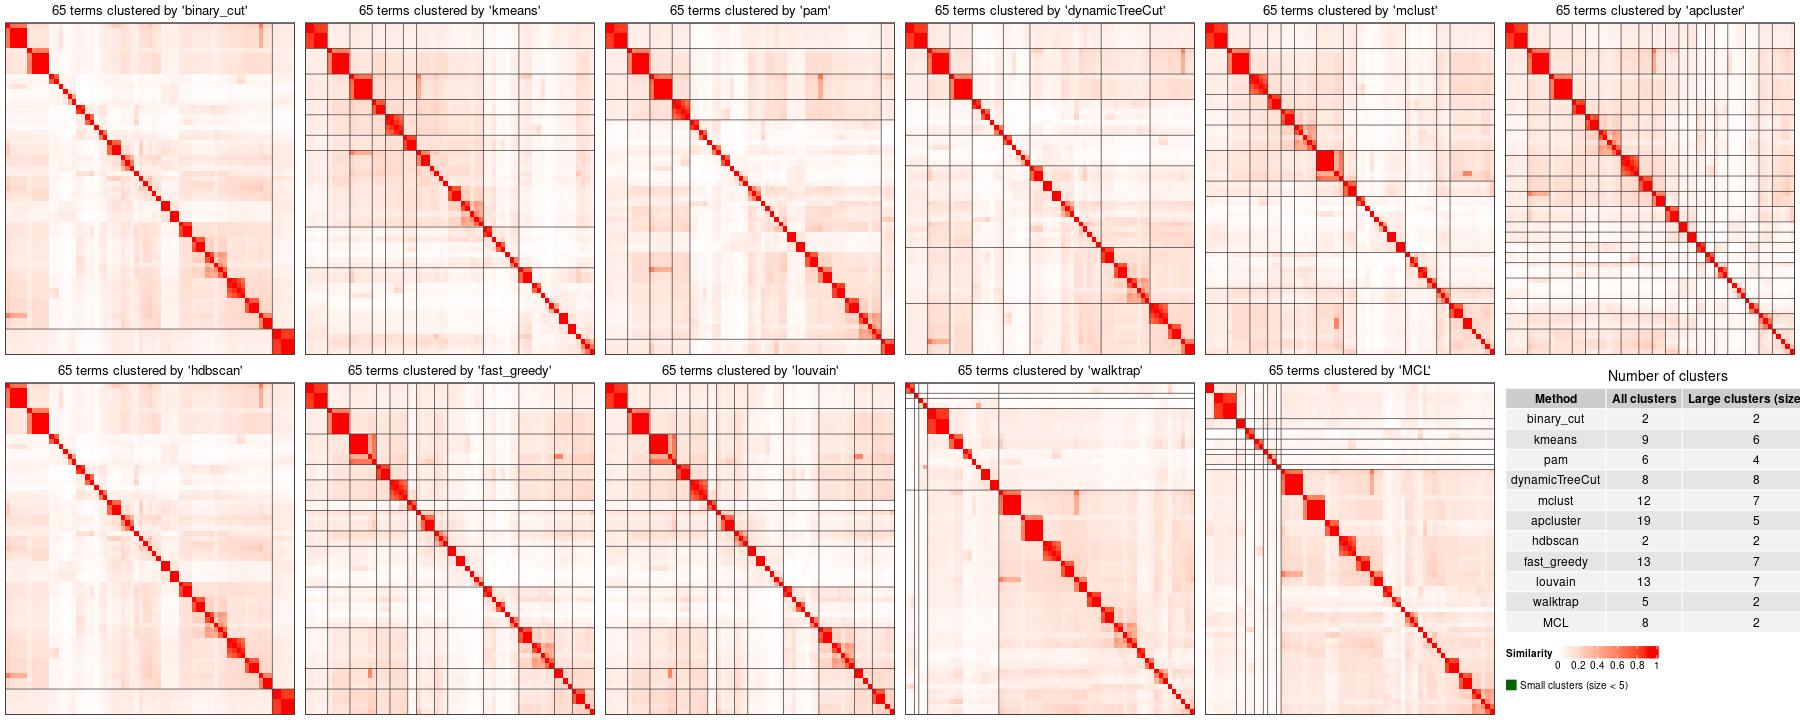 65 terms clustered by 'binary_cut'
65 terms clustered by 'kmeans'
65 terms clustered by 'pam'
65 terms clustered by 'dynamicTreeCut'
65 terms clustered by 'mclust'
65 terms clustered by 'apcluster'
65 terms clustered by 'hdbscan'
65 terms clustered by 'fast_greedy'
65 terms clustered by 'louvain'
65 terms clustered by 'walktrap'
65 terms clustered by 'MCL'
Number of clusters
Method All clusters Large clusters (size
binary_cut 2 2
kmeans 9 6
pam 6 4
dynamicTreeCut 8 8
mclust 12 7
apcluster 19 5
hdbscan 2 2
fast_greedy 13 7
louvain 13 7
walktrap 5 2
MCL 8 2
Similarity
0 0.2 0.4 0.6 0.8 1
Small clusters (size < 5)